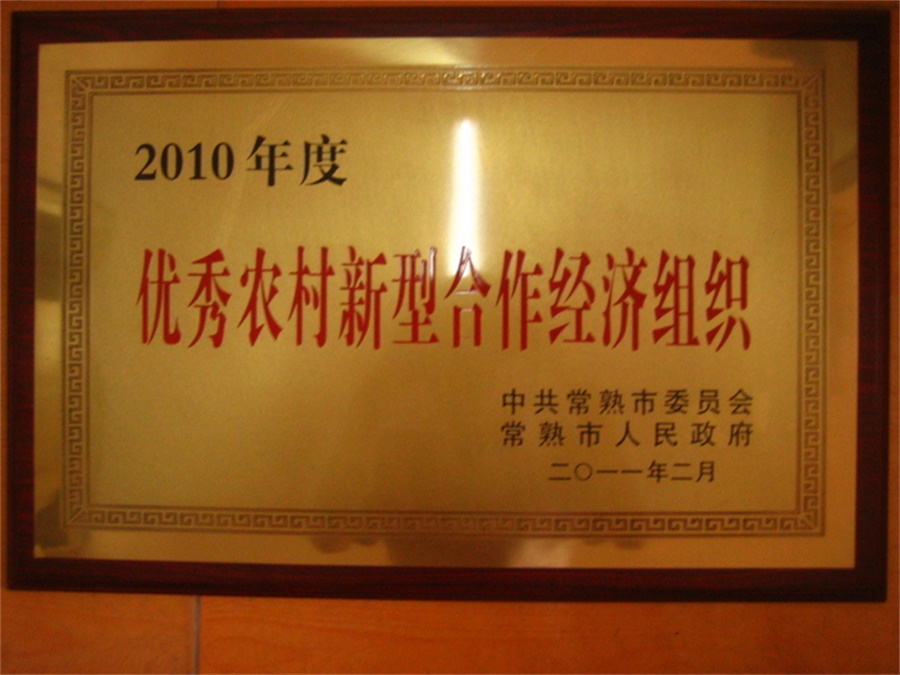 2010年度
优秀农村新型合作经济组织
中共常熟市委员会
常熟市人民政府
二〇一一年二月